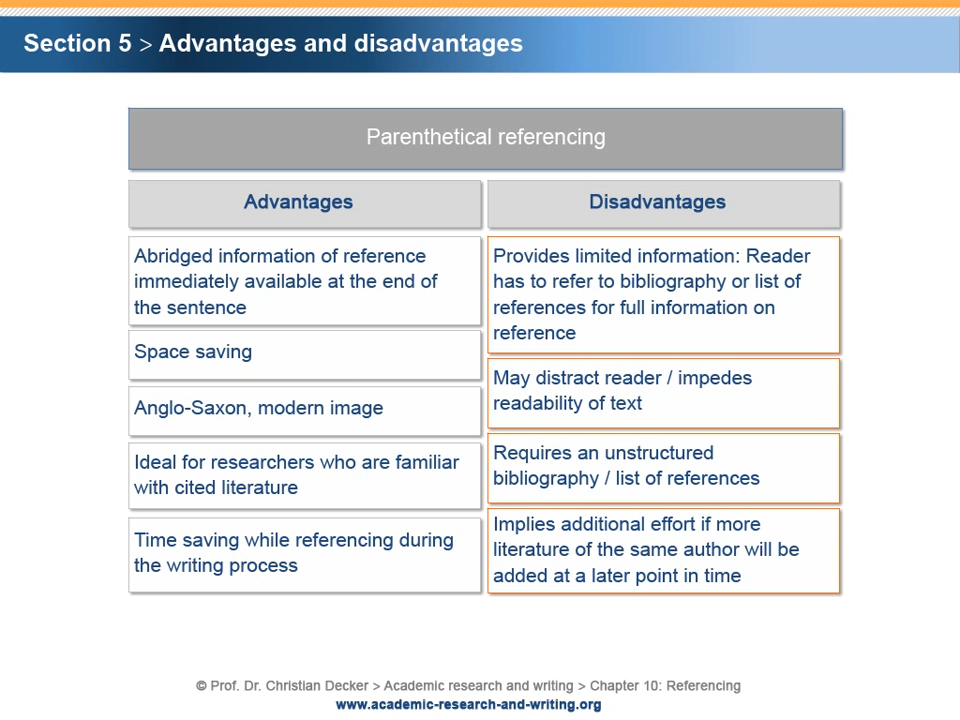 Section 5 > Advantages and disadvantages
Parenthetical referencing
Advantages
Disadvantages
Abridged information of reference
immediately available at the end of
the sentence
Space saving
Anglo-Saxon, modern image
Ideal for researchers who are familiar
with cited literature
Time saving while referencing during
the writing process
Provides limited information: Reader
has to refer to bibliography or list of
references for full information on
reference
May distract reader / impedes
readability of text
Requires an unstructured
bibliography / list of references
Implies additional effort if more
literature of the same author will be
added at a later point in time
© Prof. Dr. Christian Decker > Academic research and writing > Chapter 10: Referencing
www.academic-research-and-writing.org